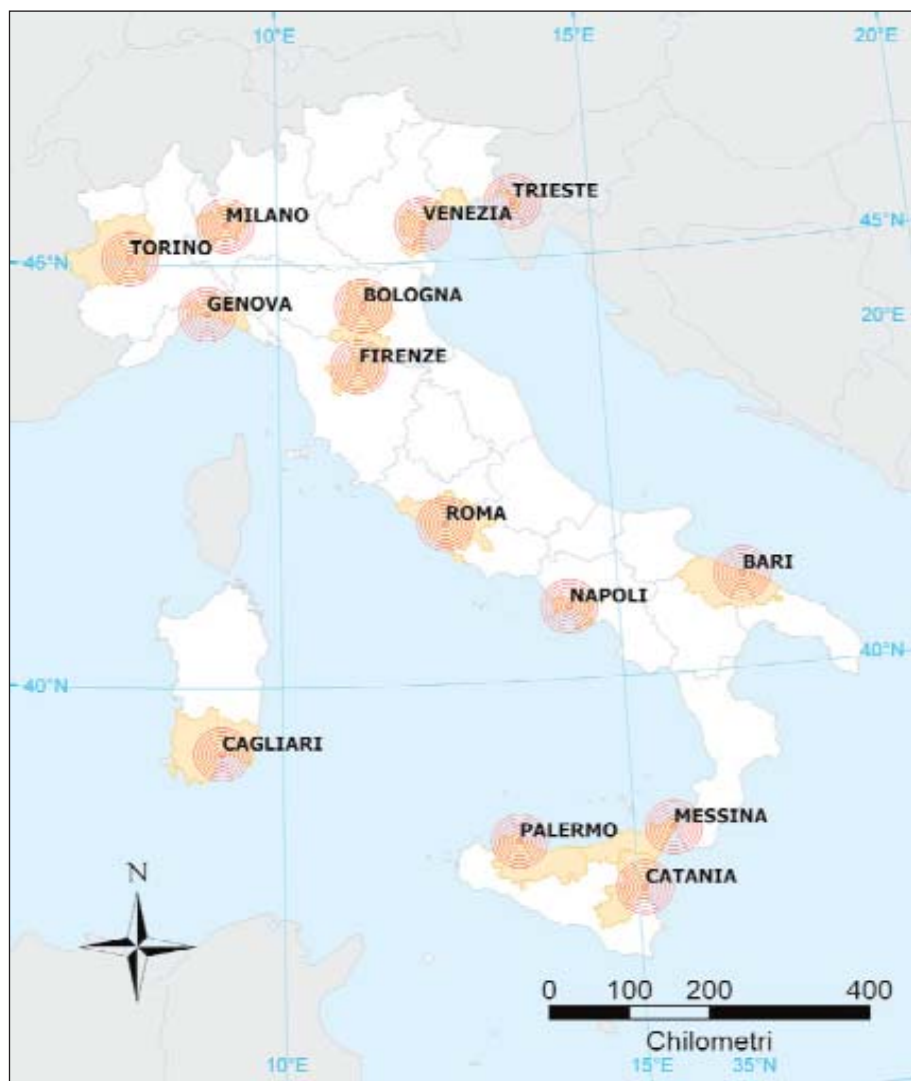 10°E
15°E
20°E
TRIESTE
MILANO
VENEZIA
45°N
TORINO
45°N
BOLOGNA
GENOVA
20°E
FIRENZE
ROMA
BARI
NAPOLI
40°N
40°N
CAGLIARI
MESSINA
PALERMO
CATANIA
N
0 100 200 400
Chilometri
10°E
15°E
35°N